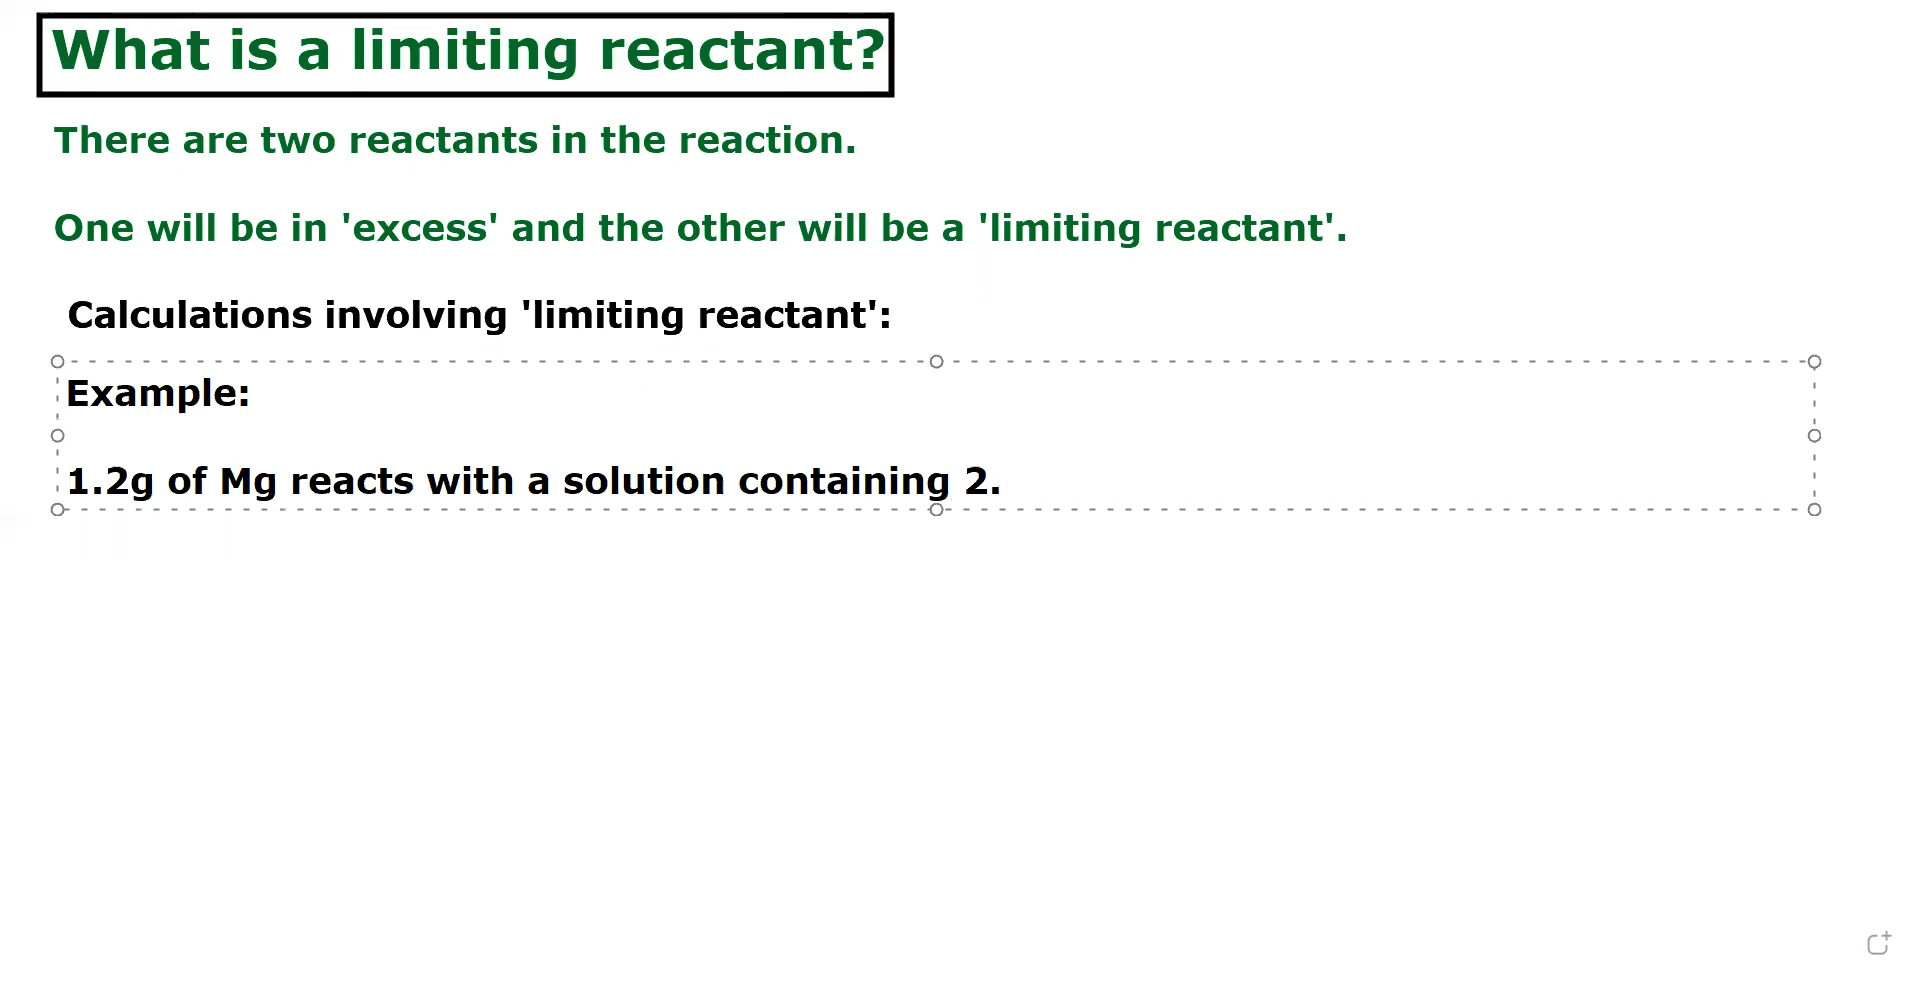 What is a limiting reactant?
There are two reactants in the reaction.
One will be in 'excess' and the other will be a 'limiting reactant'.
Calculations involving 'limiting reactant':
Example:
1.2g of Mg reacts with a solution containing 2.